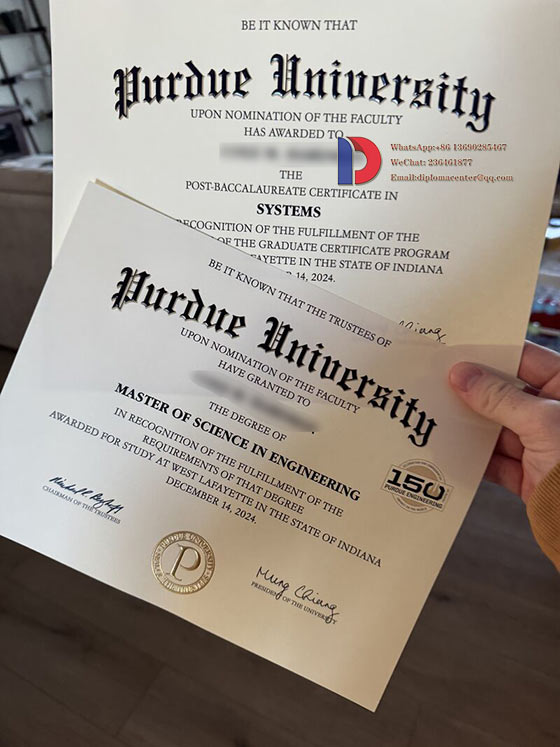 BE IT KNOWN THAT
Purdue University
UPON NOMINATION OF THE FACULTY
HAS AWARDED TO
WhatsApp:+86 13690285467
WeChat: 236461877
Email:diplomacenter@qq.com
THE
POST-BACCALAUREATE CERTIFICATE IN
SYSTEMS
RECOGNITION OF THE FULFILLMENT OF THE
OF THE GRADUATE CERTIFICATE PROGRAM
IN THE STATE OF INDIANA
14, 2024.
Chiang
BE IT KNOWN THAT THE TRUSTEES OF
Purdue University
UPON NOMINATION OF THE FACULTY
HAVE GRANTED TO
THE DEGREE OF
MASTER OF SCIENCE IN ENGINEERING
IN RECOGNITION OF THE FULFILLMENT OF THE
REQUIREMENTS OF THAT DEGREE
AWARDED FOR STUDY AT WEST LAFAYETTE IN THE STATE OF INDIANA
DECEMBER 14, 2024.
150
PURDUE ENGINEERING
CHAIRMAN OF THE TRUSTEES
P
Mung Chiang
PRESIDENT OF THE UNIVERSITY